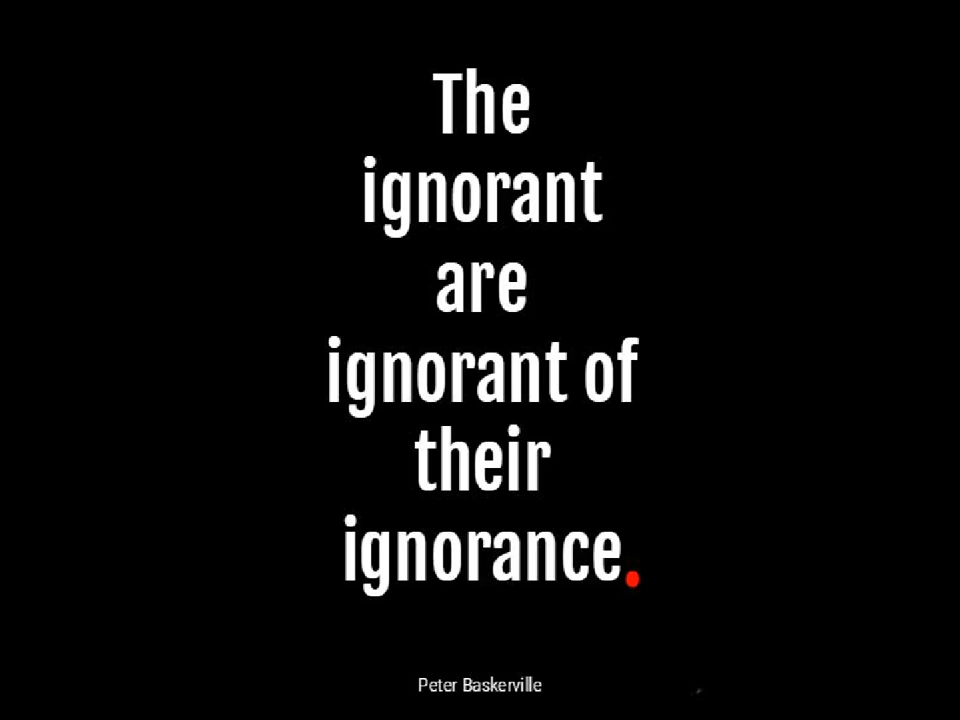 The
ignorant
are
ignorant of
their
ignorance.
Peter Baskerville